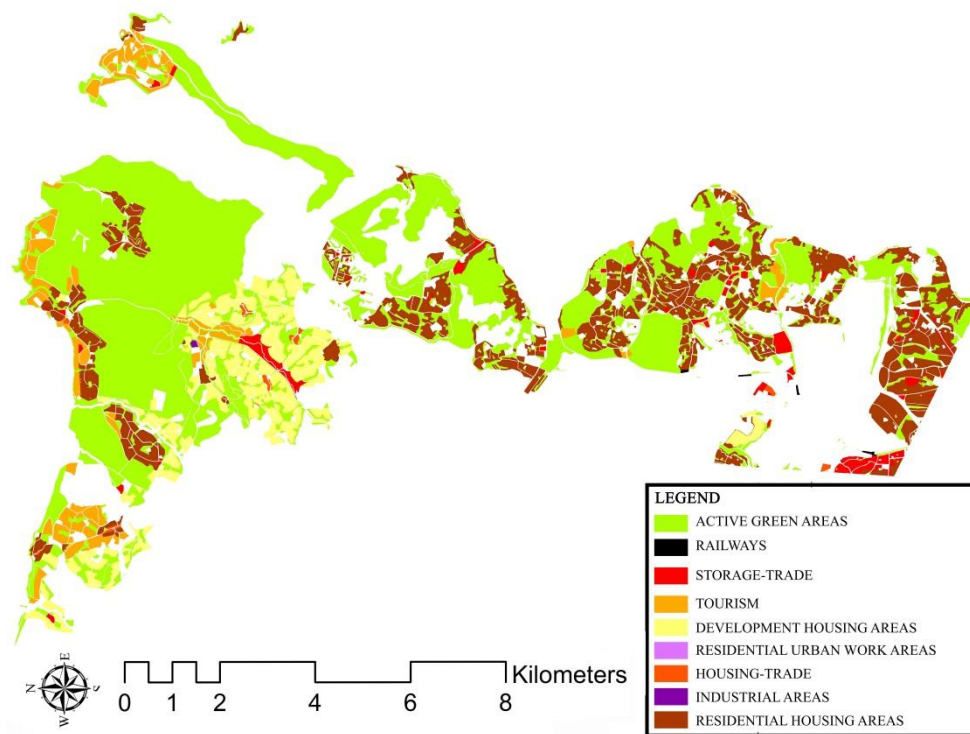 LEGEND
ACTIVE GREEN AREAS
RAILWAYS
STORAGE-TRADE
TOURISM
DEVELOPMENT HOUSING AREAS
RESIDENTIAL URBAN WORK AREAS
HOUSING-TRADE
INDUSTRIAL AREAS
RESIDENTIAL HOUSING AREAS
E
N S
W
Kilometers
0 1 2 4 6 8